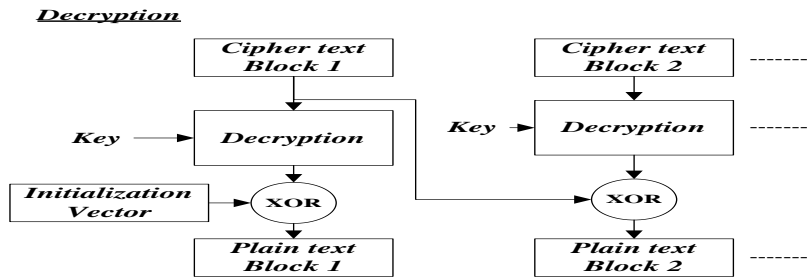 Decryption
Cipher text
Block 1
Cipher text
Block 2
Key
Decryption
Key
Decryption
Initialization
Vector
XOR
XOR
Plain text
Block 1
Plain text
Block 2